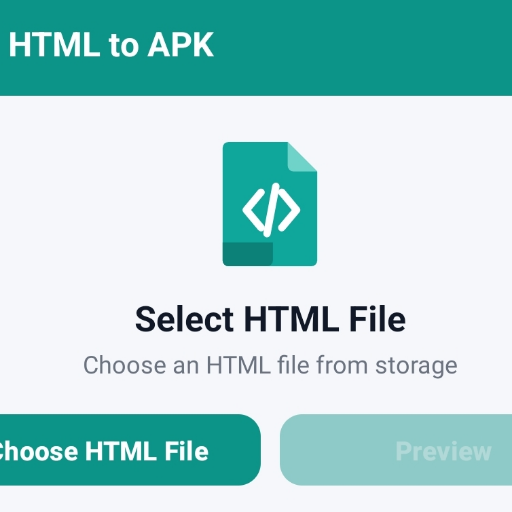 HTML to APK
Select HTML File
Choose an HTML file from storage
Choose HTML File
Preview